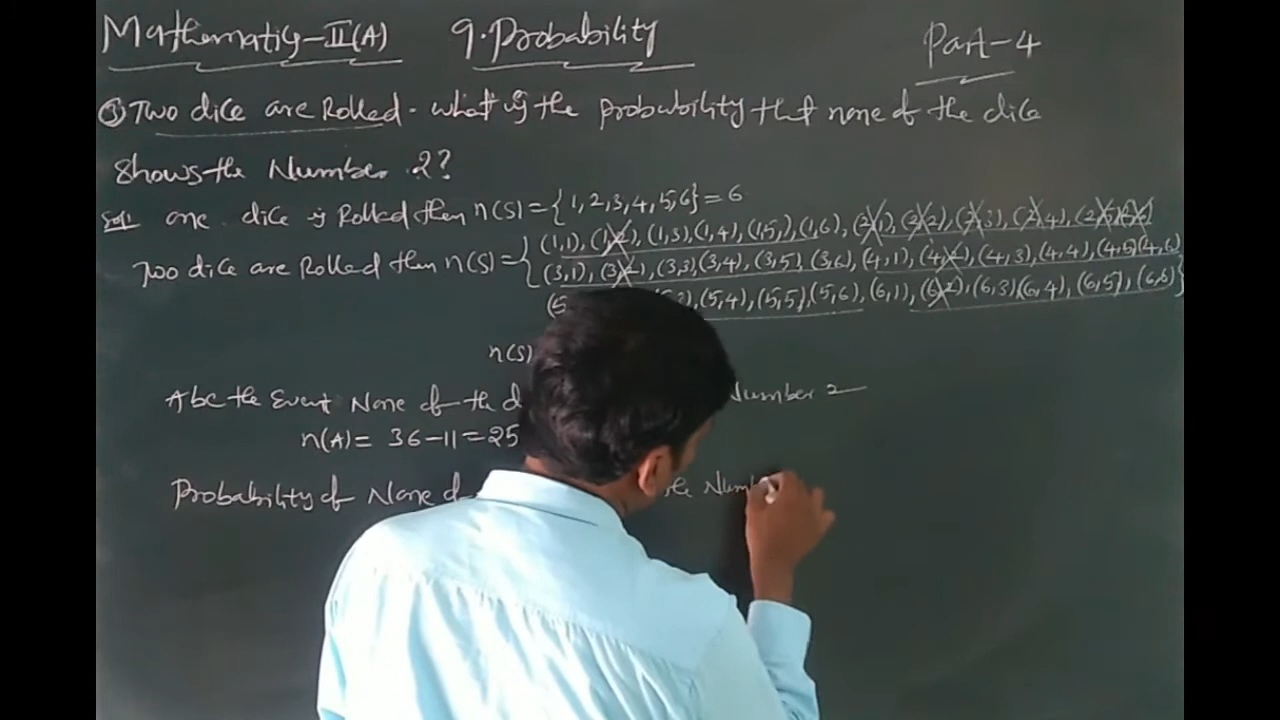 Mathematics-II(A) 9.Probability Part-4
③ Two dice are Rolled. what is the probability that none of the dice
shows the Number 2?
Sol: one dice is Rolled then n(S) = {1,2,3,4,5,6} = 6
Two dice are Rolled then n(S) = { (1,1), (1,2), (1,3), (1,4), (1,5,), (1,6), (2,1), (2,2), (2,3), (2,4), (2,5)
(3,1), (3,2), (3,3) (3,4), (3,5), (3,6), (4,1), (4,2), (4,3), (4,4), (4,5) (4,6)
(5 (5,4), (5,5), (5,6), (6,1), (6,2), (6,3) (6,4), (6,5), (6,6) }
n(S)
A be the Event None of the d Number 2
n(A) = 36-11 = 25
Probability of None o the Num